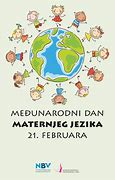 MEĐUNARODNI DAN
MATERNJEG JEZIKA
21. FEBRUARA
NBV